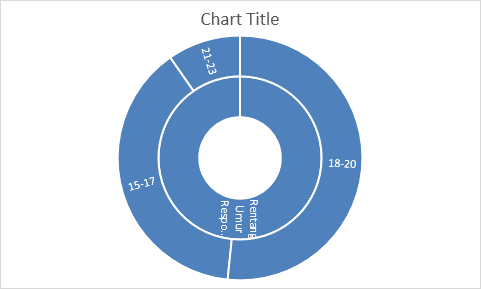 Chart Title
21-23
18-20
15-17
Rentang
Umur
Respo...